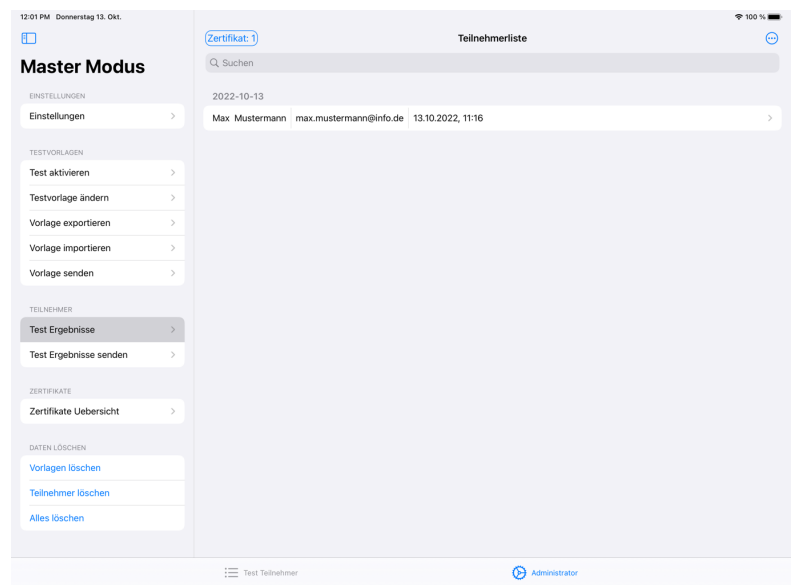 12:01 PM Donnerstag 13. Okt.
100 %
Master Modus
EINSTELLUNGEN
Einstellungen
TESTVORLAGEN
Test aktivieren
Testvorlage ändern
Vorlage exportieren
Vorlage importieren
Vorlage senden
TEILNEHMER
Test Ergebnisse
Test Ergebnisse senden
ZERTIFIKATE
Zertifikate Uebersicht
DATEN LÖSCHEN
Vorlagen löschen
Teilnehmer löschen
Alles löschen
Zertifikat: 1
Teilnehmerliste
Suchen
2022-10-13
Max Mustermann max.mustermann@info.de 13.10.2022, 11:16
Test Teilnehmer
Administrator